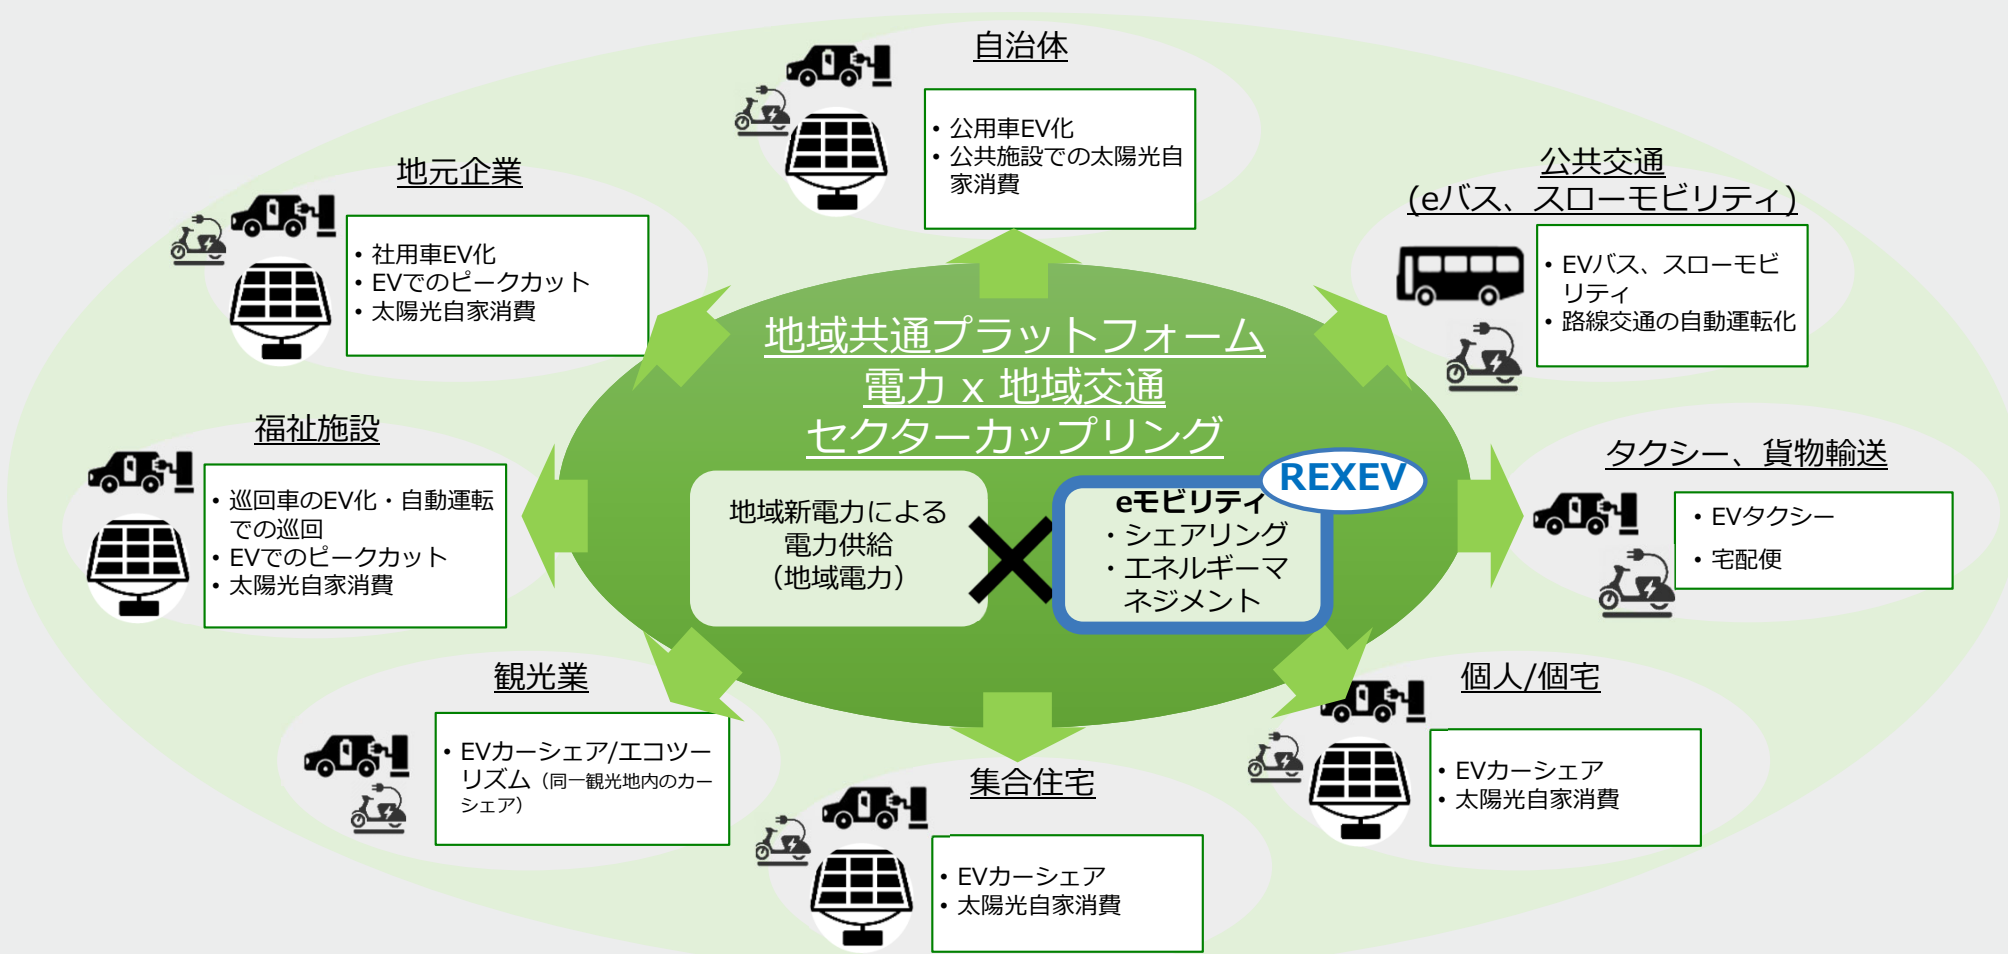 自治体
・公用車EV化
・公共施設での太陽光自
家消費
地元企業
・社用車EV化
・EVでのピークカット
・太陽光自家消費
公共交通
(eバス、スローモビリティ)
・EVバス、スローモビ
リティ
・路線交通の自動運転化
地域共通プラットフォーム
電力 x 地域交通
セクターカップリング
地域新電力による
電力供給
（地域電力）
REXEV
eモビリティ
・シェアリング
・エネルギーマ
ネジメント
福祉施設
・巡回車のEV化・自動運転
での巡回
・EVでのピークカット
・太陽光自家消費
タクシー、貨物輸送
・EVタクシー
・宅配便
観光業
・EVカーシェア/エコツー
リズム（同一観光地内のカー
シェア）
集合住宅
・EVカーシェア
・太陽光自家消費
個人/個宅
・EVカーシェア
・太陽光自家消費